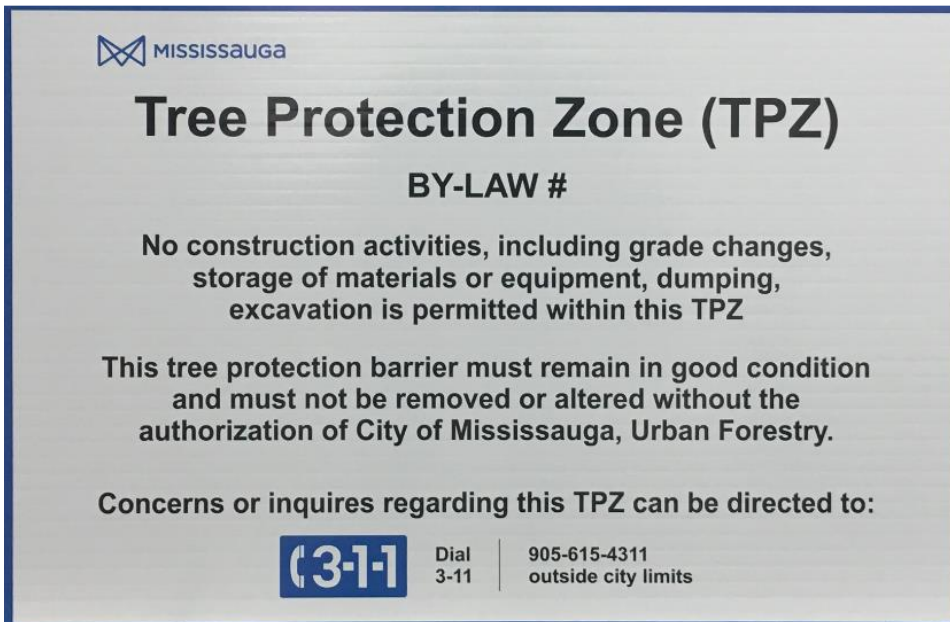 MISSISSAUGA
Tree Protection Zone (TPZ)
BY-LAW #
No construction activities, including grade changes,
storage of materials or equipment, dumping,
excavation is permitted within this TPZ
This tree protection barrier must remain in good condition
and must not be removed or altered without the
authorization of City of Mississauga, Urban Forestry.
Concerns or inquires regarding this TPZ can be directed to:
3-1-1
Dial
3-11
905-615-4311
outside city limits